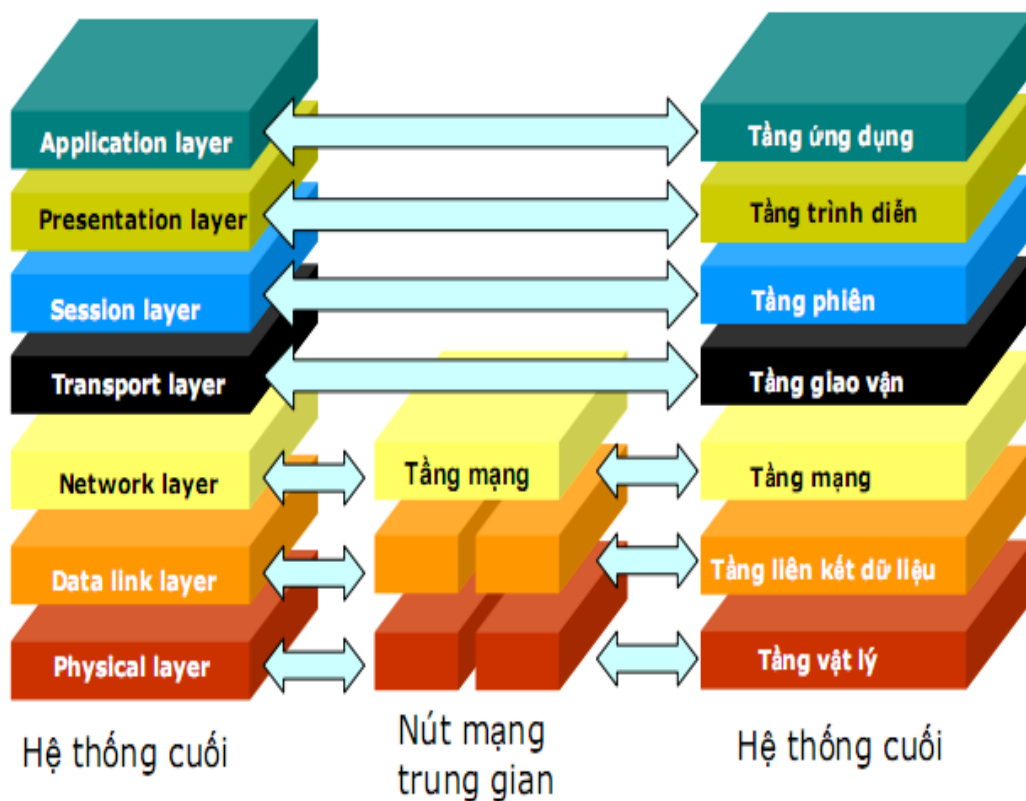 Application layer
Tầng ứng dụng
Presentation layer
Tầng trình diễn
Session layer
Tầng phiên
Transport layer
Tầng giao vận
Network layer
Tầng mạng
Tầng mạng
Data link layer
Tầng liên kết dữ liệu
Physical layer
Tầng vật lý
Hệ thống cuối
Nút mạng
trung gian
Hệ thống cuối